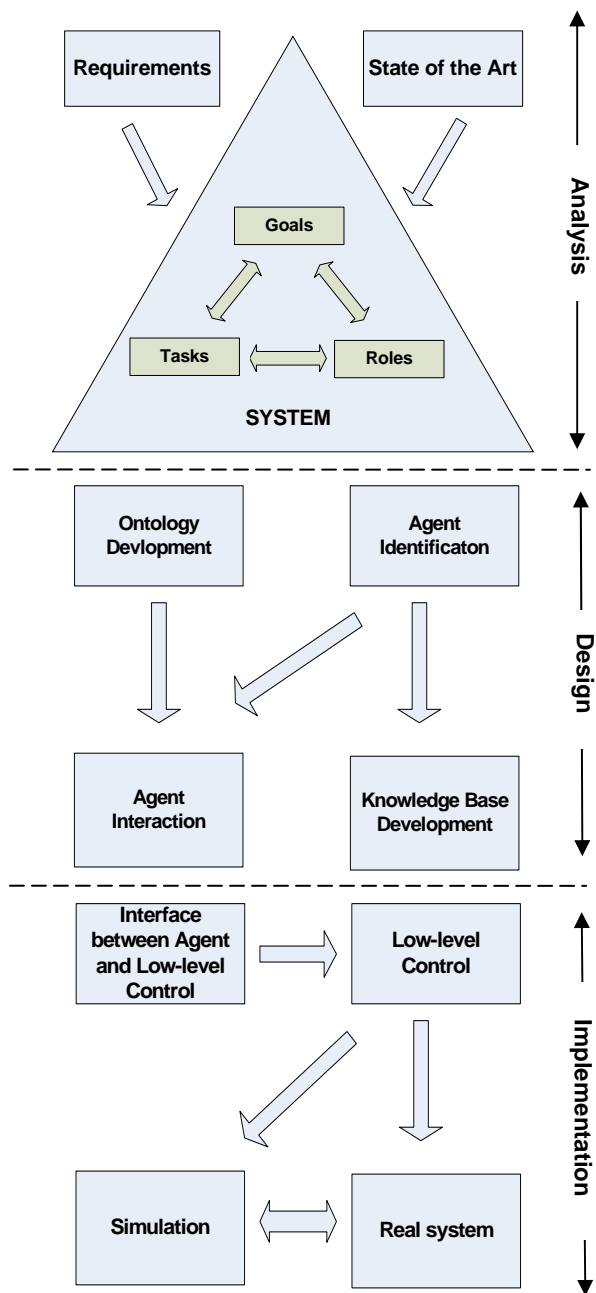 Requirements
State of the Art
Analysis
Goals
Tasks
Roles
SYSTEM
Ontology
Devlopment
Agent
Identificaton
Design
Agent
Interaction
Knowledge Base
Development
Interface
between Agent
and Low-level
Control
Low-level
Control
Implementation
Simulation
Real system